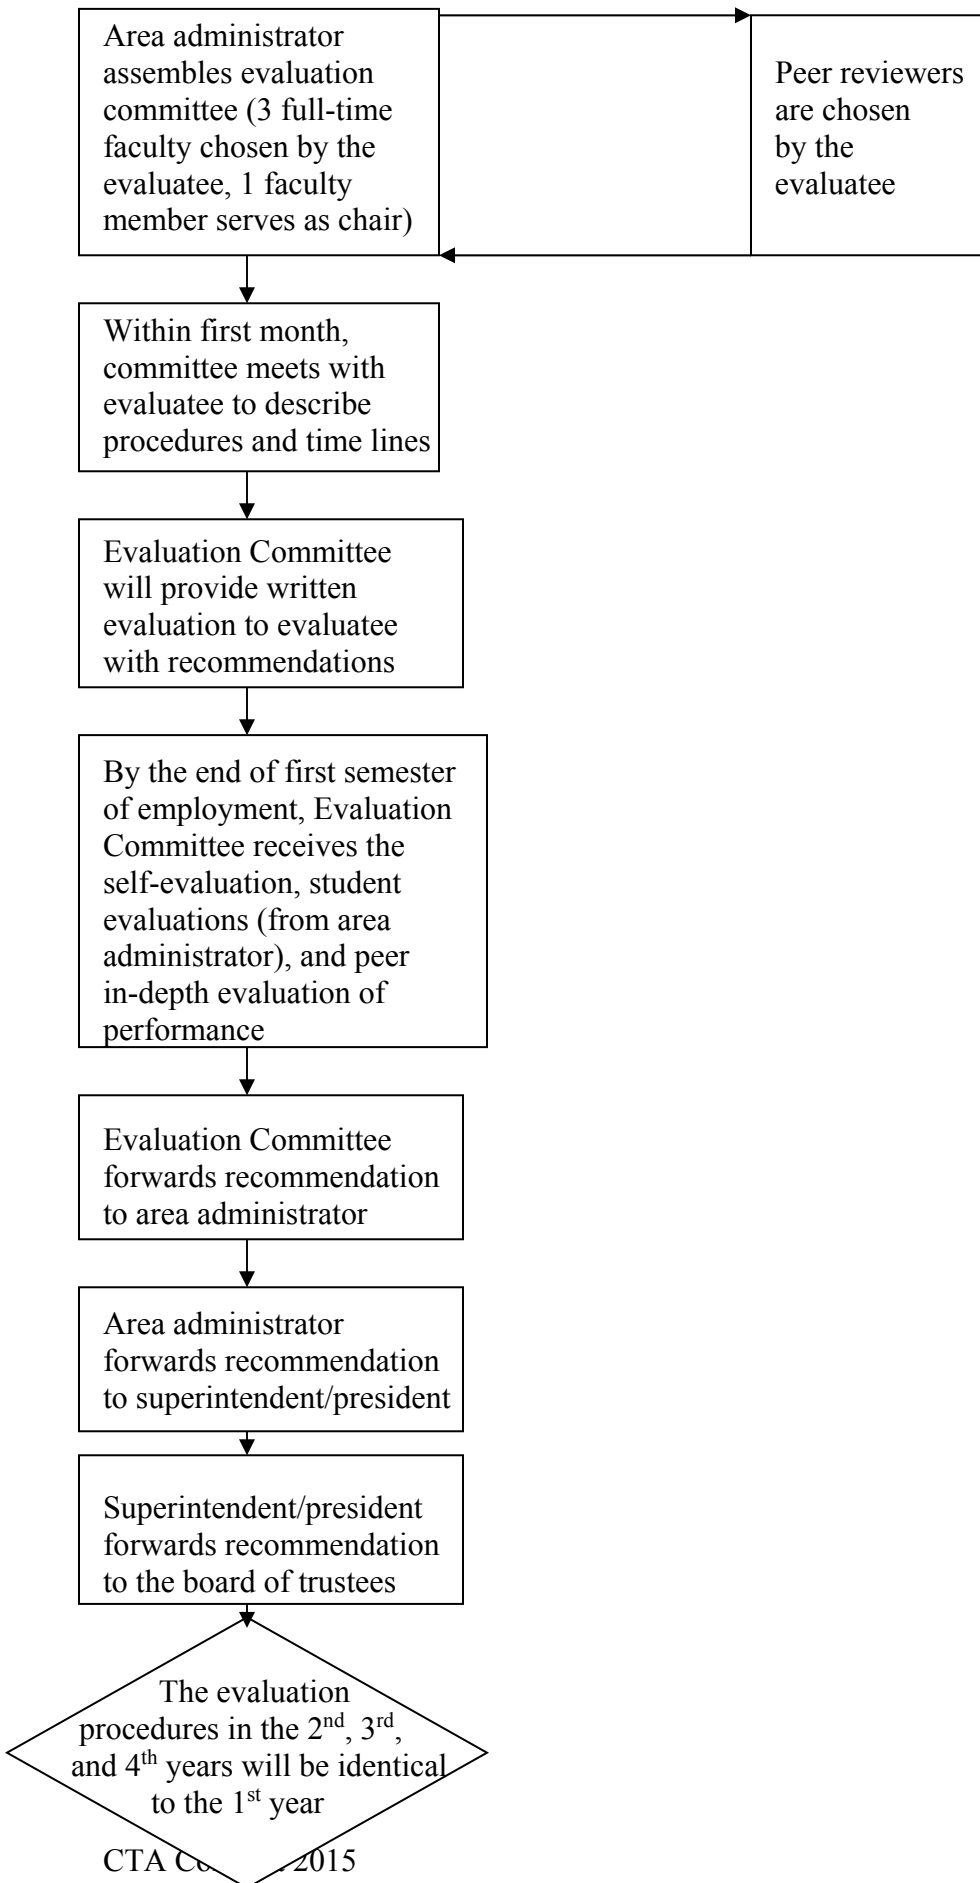 Area administrator
assembles evaluation
committee (3 full-time
faculty chosen by the
evaluatee, 1 faculty
member serves as chair)
Peer reviewers
are chosen
by the
evaluatee
Within first month,
committee meets with
evaluatee to describe
procedures and time lines
Evaluation Committee
will provide written
evaluation to evaluatee
with recommendations
By the end of first semester
of employment, Evaluation
Committee receives the
self-evaluation, student
evaluations (from area
administrator), and peer
in-depth evaluation of
performance
Evaluation Committee
forwards recommendation
to area administrator
Area administrator
forwards recommendation
to superintendent/president
Superintendent/president
forwards recommendation
to the board of trustees
The evaluation
procedures in the 2nd, 3rd,
and 4th years will be identical
to the 1st year
CTA 2015